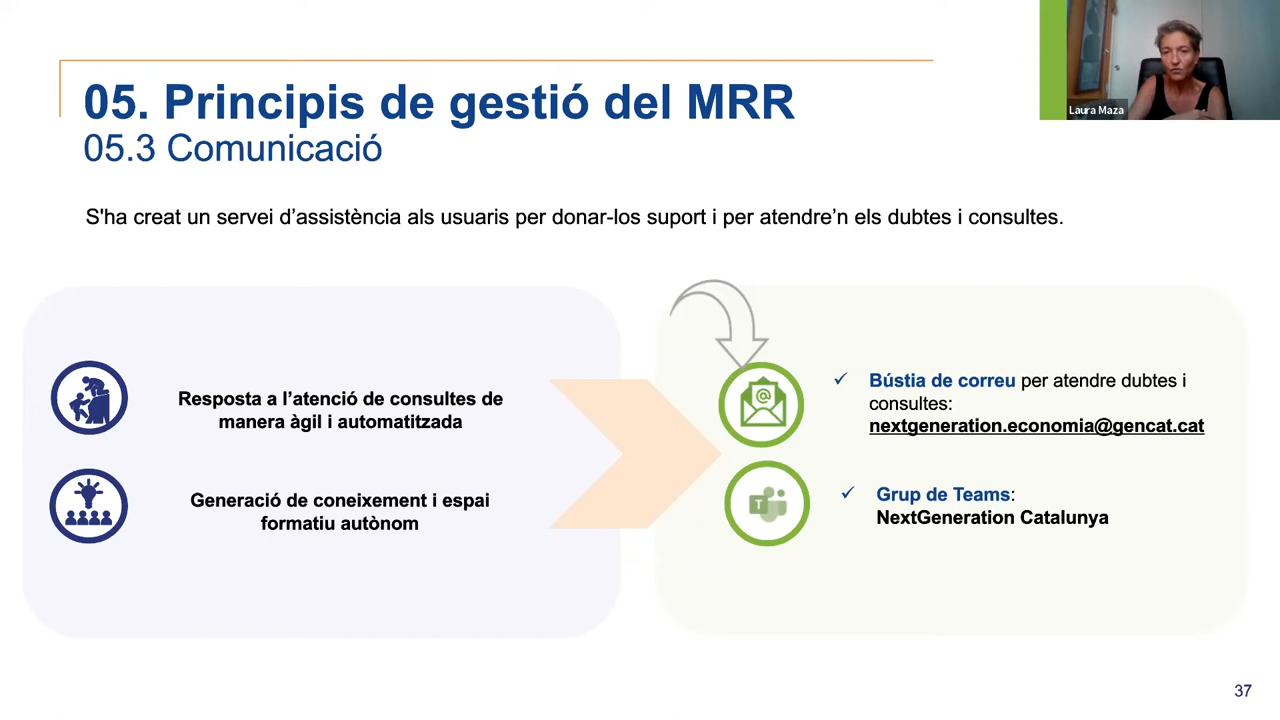 05. Principis de gestió del MRR
05.3 Comunicació
Laura Maza
S'ha creat un servei d’assistència als usuaris per donar-los suport i per atendre’n els dubtes i consultes.
Resposta a l’atenció de consultes de
manera àgil i automatitzada
Generació de coneixement i espai
formatiu autònom
@
✓ Bústia de correu per atendre dubtes i
consultes:
nextgeneration.economia@gencat.cat
T
✓ Grup de Teams:
NextGeneration Catalunya
37